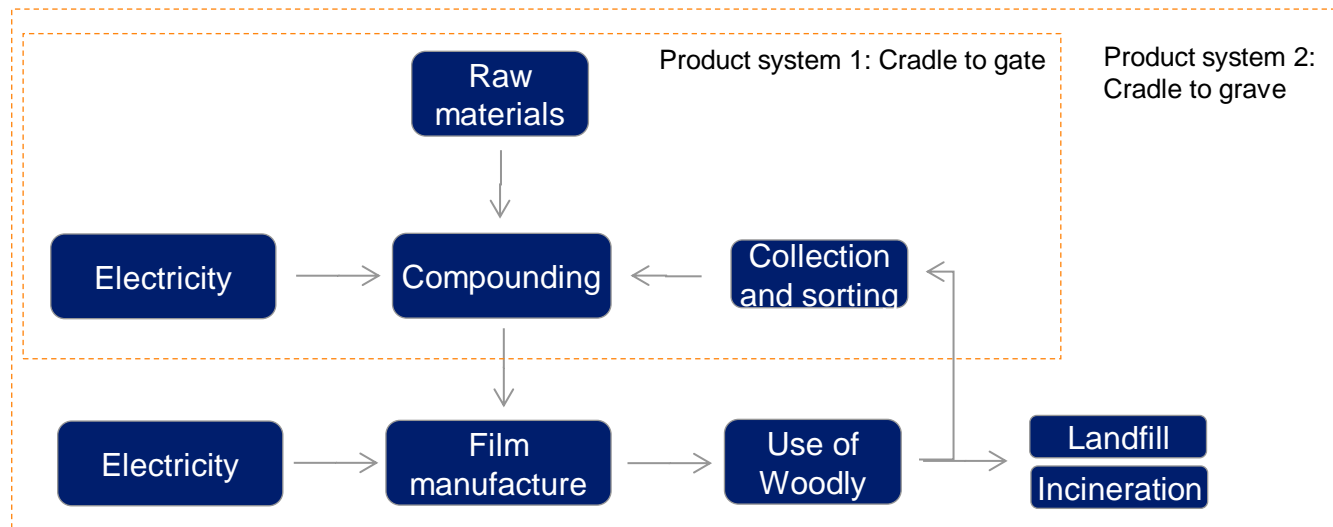 Product system 1: Cradle to gate
Product system 2:
Cradle to grave
Raw
materials
Electricity
Compounding
Collection
and sorting
Electricity
Film
manufacture
Use of
Woodly
Landfill
Incineration